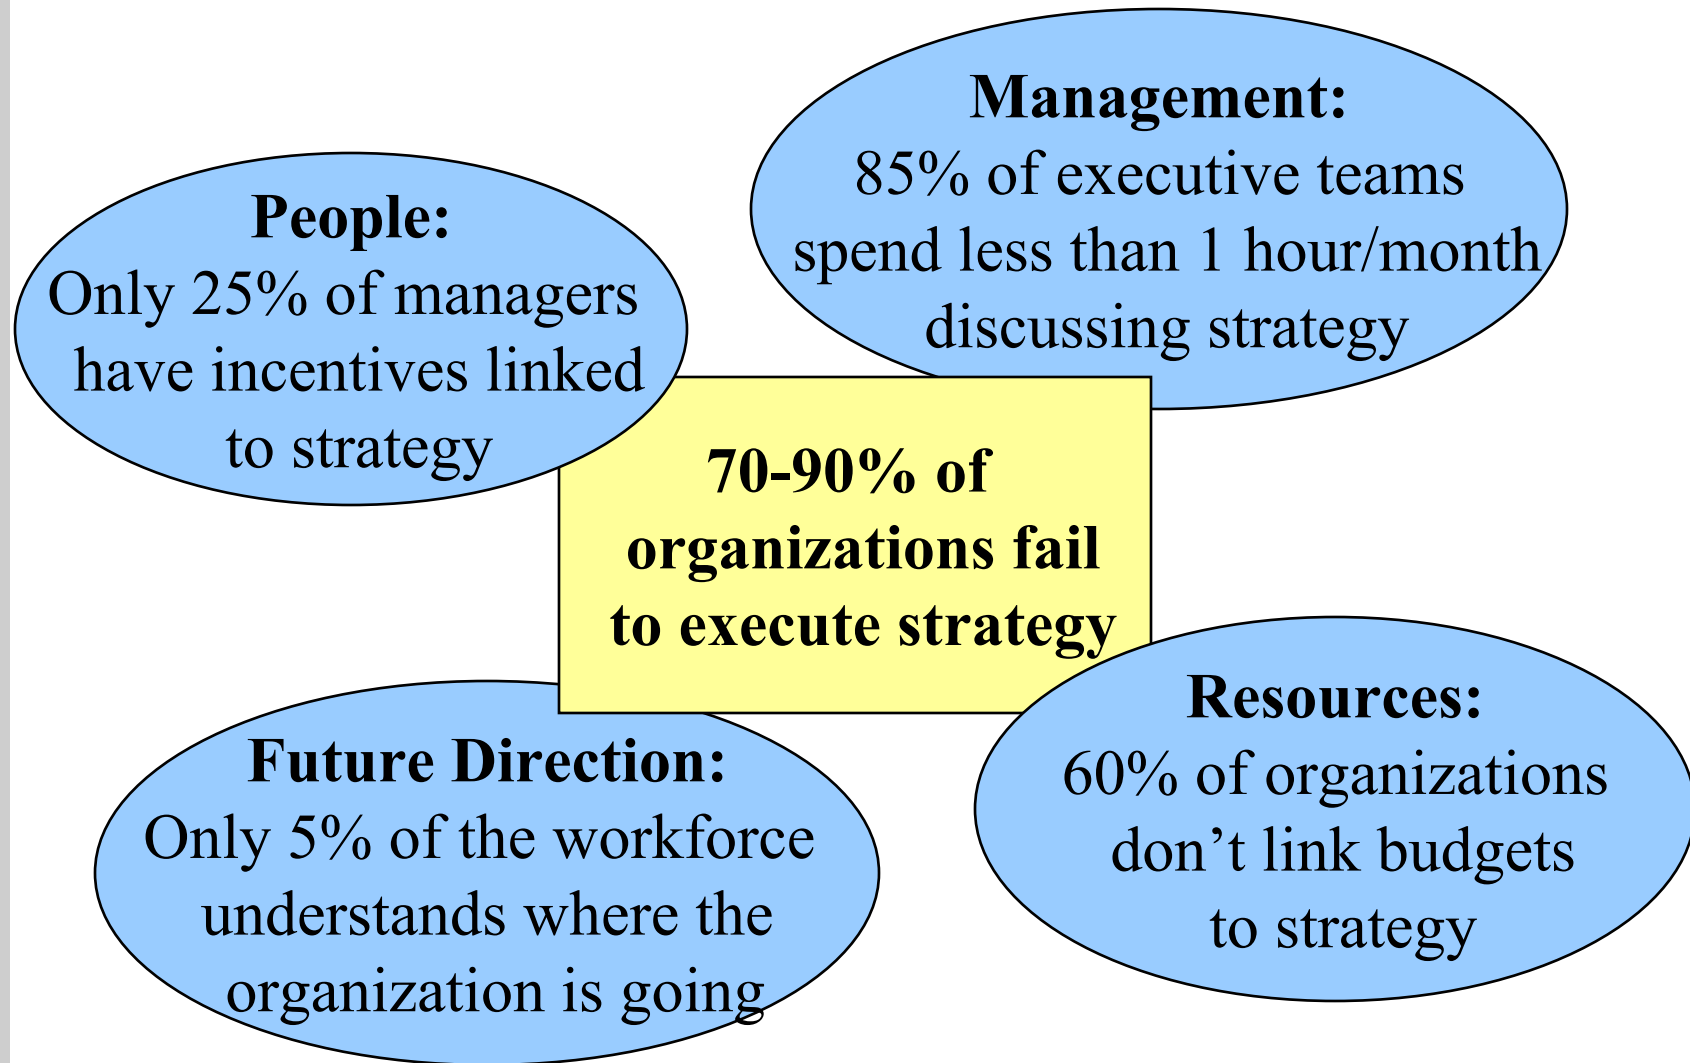 People:
Only 25% of managers
have incentives linked
to strategy
Management:
85% of executive teams
spend less than 1 hour/month
discussing strategy
70-90% of
organizations fail
to execute strategy
Future Direction:
Only 5% of the workforce
understands where the
organization is going
Resources:
60% of organizations
don’t link budgets
to strategy